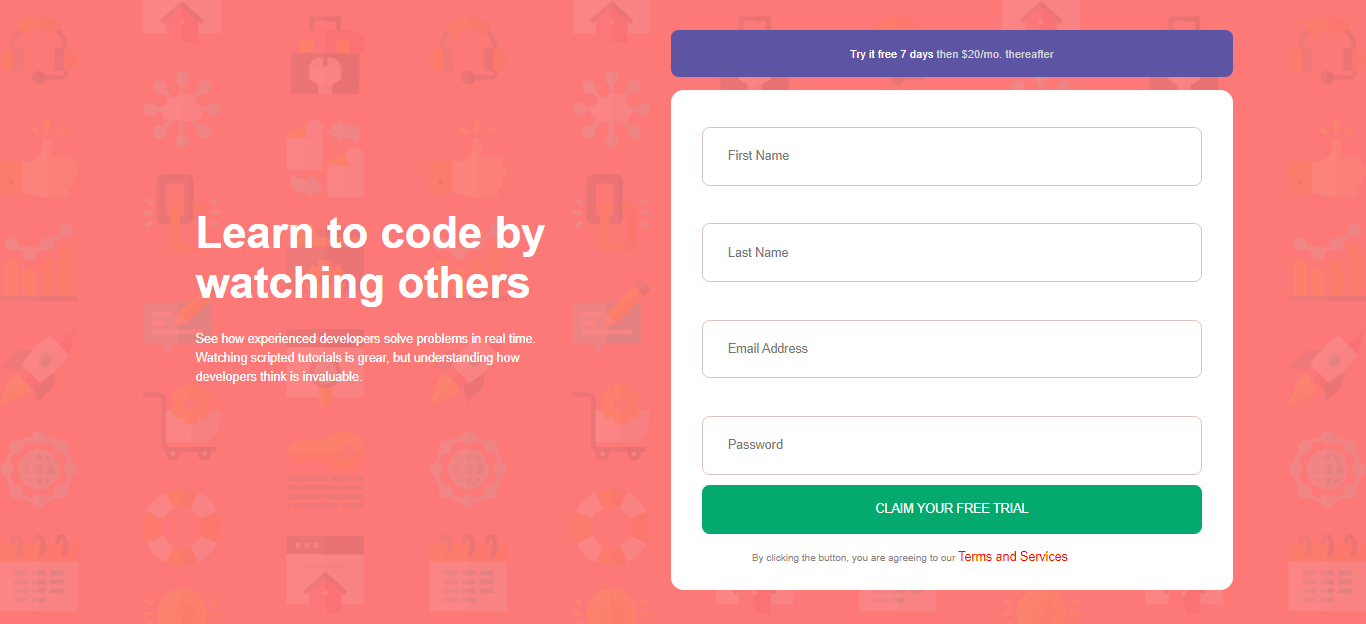 Learn to code by
watching others
See how experienced developers solve problems in real time.
Watching scripted tutorials is grear, but understanding how
developers think is invaluable.
Try it free 7 days then $20/mo. thereafter
First Name
Last Name
Email Address
Password
CLAIM YOUR FREE TRIAL
By clicking the button, you are agreeing to our Terms and Services